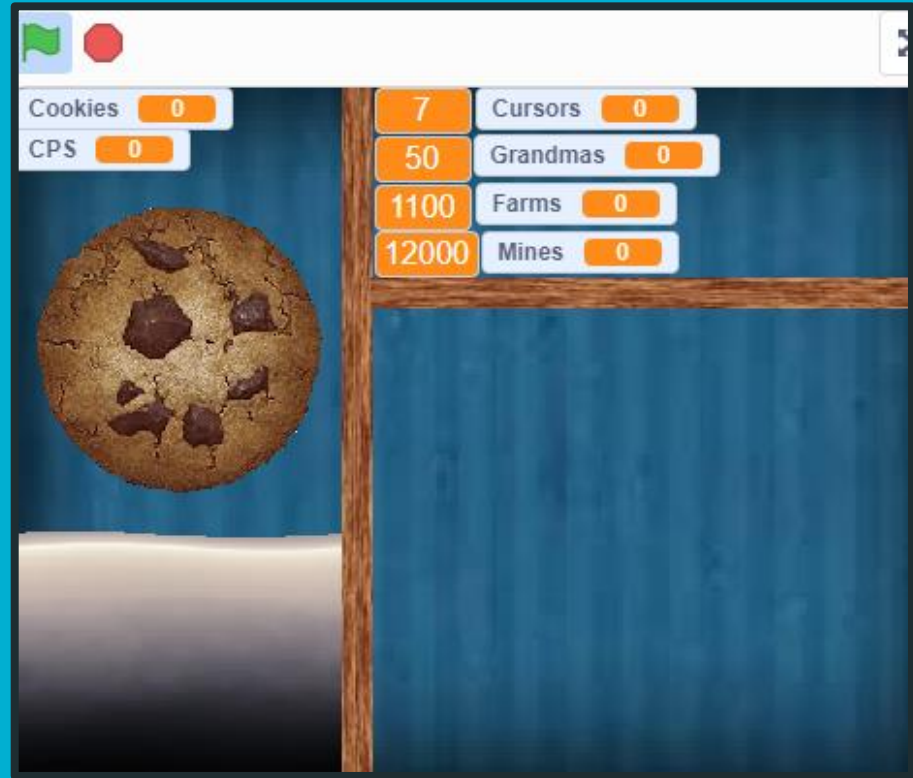 Cookies 0
CPS 0
7 Cursors 0
50 Grandmas 0
1100 Farms 0
12000 Mines 0